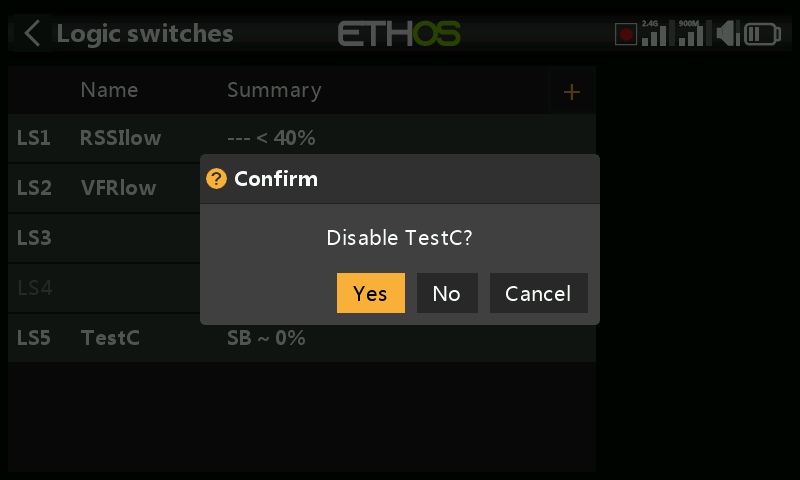 Logic switches
ETHOS
2.4G
900M
Name Summary +
LS1 RSSIlow --- < 40%
LS2 VFRlow
LS3
LS4
LS5 TestC SB ~ 0%
? Confirm
Disable TestC?
Yes No Cancel